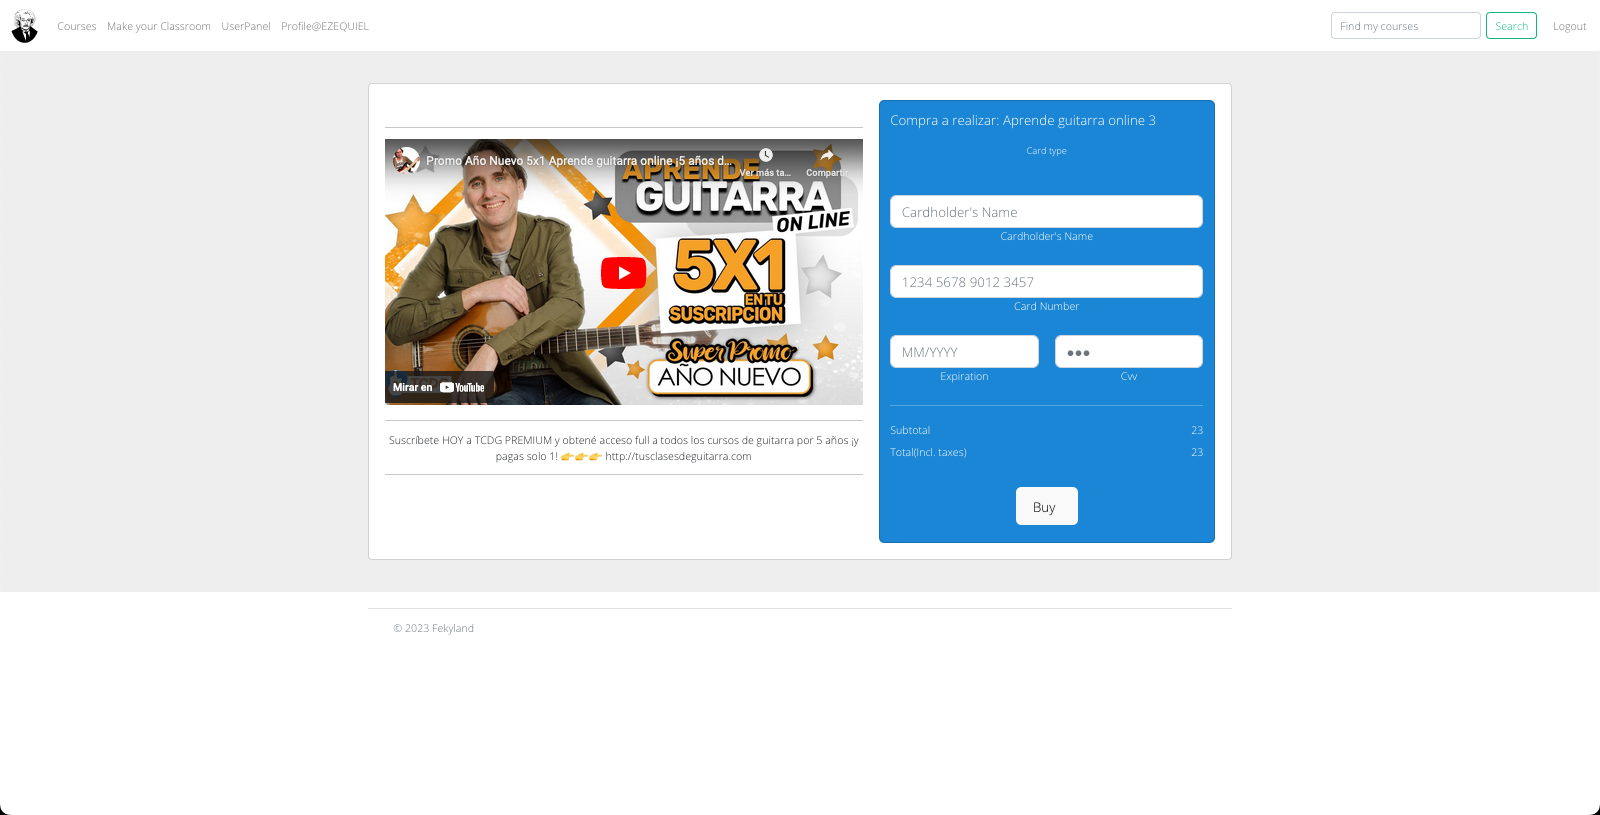 Courses Make your Classroom UserPanel Profile@EZEQUIEL Find my courses Search Logout
Promo Año Nuevo 5x1 Aprende guitarra online ¡5 años d...
Ver más ta...
Compartir
APRENDE
GUITARRA
ON LINE
5X1
EN TÚ
SUSCRIPCION
Super Promo
AÑO NUEVO
Mirar en YouTube
Suscríbete HOY a TCDG PREMIUM y obtené acceso full a todos los cursos de guitarra por 5 años ¡y
pagas solo 1! 👉👉👉 http://tusclasesdeguitarra.com
Compra a realizar: Aprende guitarra online 3
Card type
Cardholder's Name
Cardholder's Name
1234 5678 9012 3457
Card Number
MM/YYYY ●●●
Expiration Cvv
Subtotal 23
Total(Incl. taxes) 23
Buy
© 2023 Fekyland